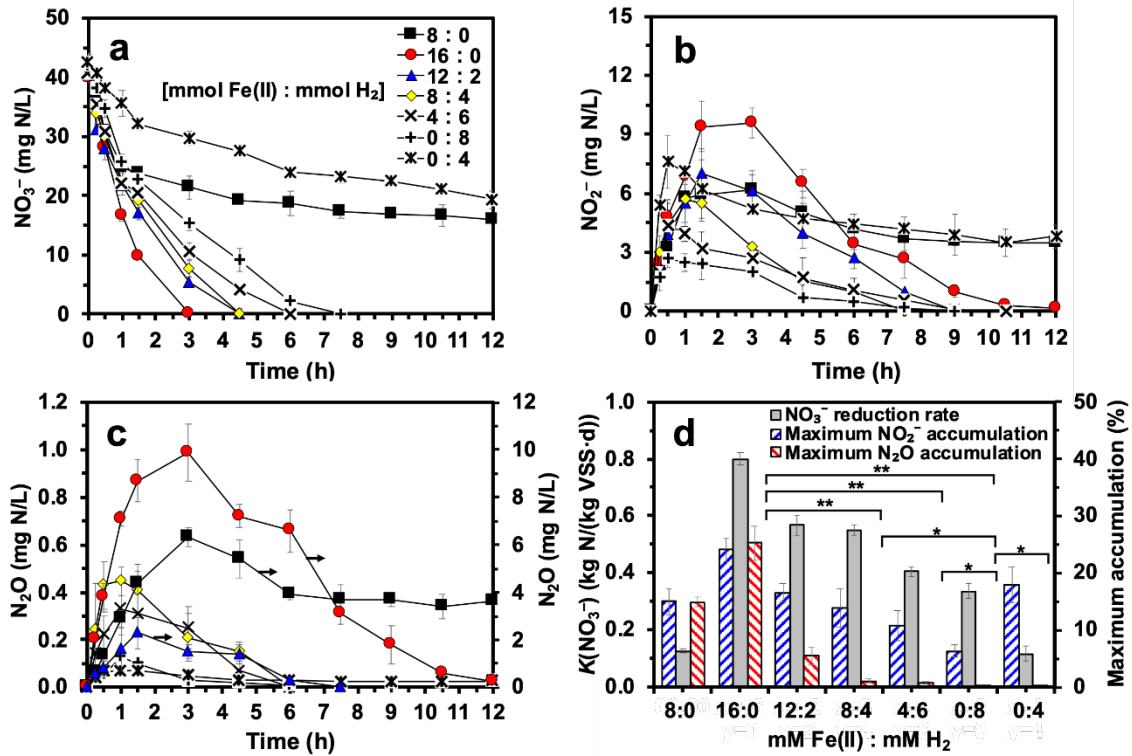 a
NO₃⁻ (mg N/L)
50
40
30
20
10
0
8 : 0
16 : 0
12 : 2
8 : 4
4 : 6
0 : 8
0 : 4
[mmol Fe(II) : mmol H₂]
0 1 2 3 4 5 6 7 8 9 10 11 12
Time (h)
b
NO₂⁻ (mg N/L)
15
12
9
6
3
0
0 1 2 3 4 5 6 7 8 9 10 11 12
Time (h)
c
N₂O (mg N/L)
1.2
1.0
0.8
0.6
0.4
0.2
0.0
12
10
8
6
4
2
0
N₂O (mg N/L)
0 1 2 3 4 5 6 7 8 9 10 11 12
Time (h)
d
K(NO₃⁻) (kg N/(kg VSS·d))
1.0
0.8
0.6
0.4
0.2
0.0
NO₃⁻ reduction rate
Maximum NO₂⁻ accumulation
Maximum N₂O accumulation
**
**
**
*
*
*
50
40
30
20
10
0
Maximum accumulation (%)
8:0 16:0 12:2 8:4 4:6 0:8 0:4
mM Fe(II) : mM H₂